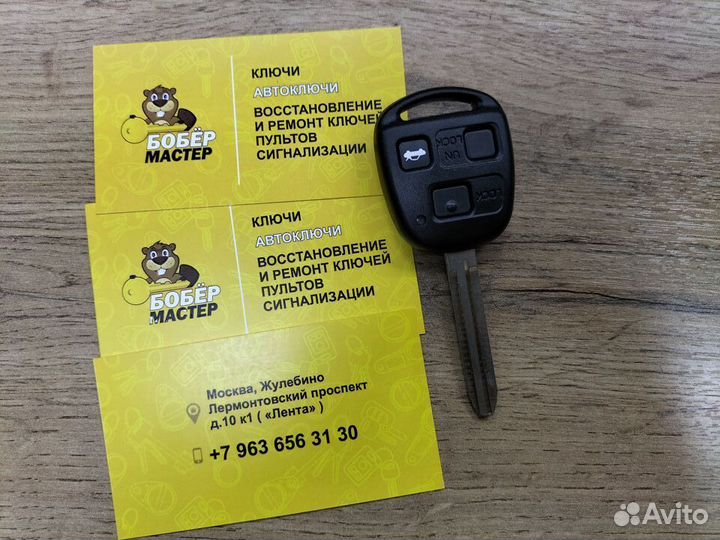 КЛЮЧИ
АВТОКЛЮЧИ
ВОССТАНОВЛЕНИЕ
И РЕМОНТ КЛЮЧЕЙ
ПУЛЬТОВ
СИГНАЛИЗАЦИИ
БОБЁР
МАСТЕР
КЛЮЧИ
АВТОКЛЮЧИ
ВОССТАНОВЛЕНИЕ
И РЕМОНТ КЛЮЧЕЙ
ПУЛЬТОВ
СИГНАЛИЗАЦИИ
БОБЁР
МАСТЕР
Москва, Жулебино
Лермонтовский проспект
д.10 к1 ( «Лента» )
+7 963 656 31 30
UN
LOCK
LOCK
Avito